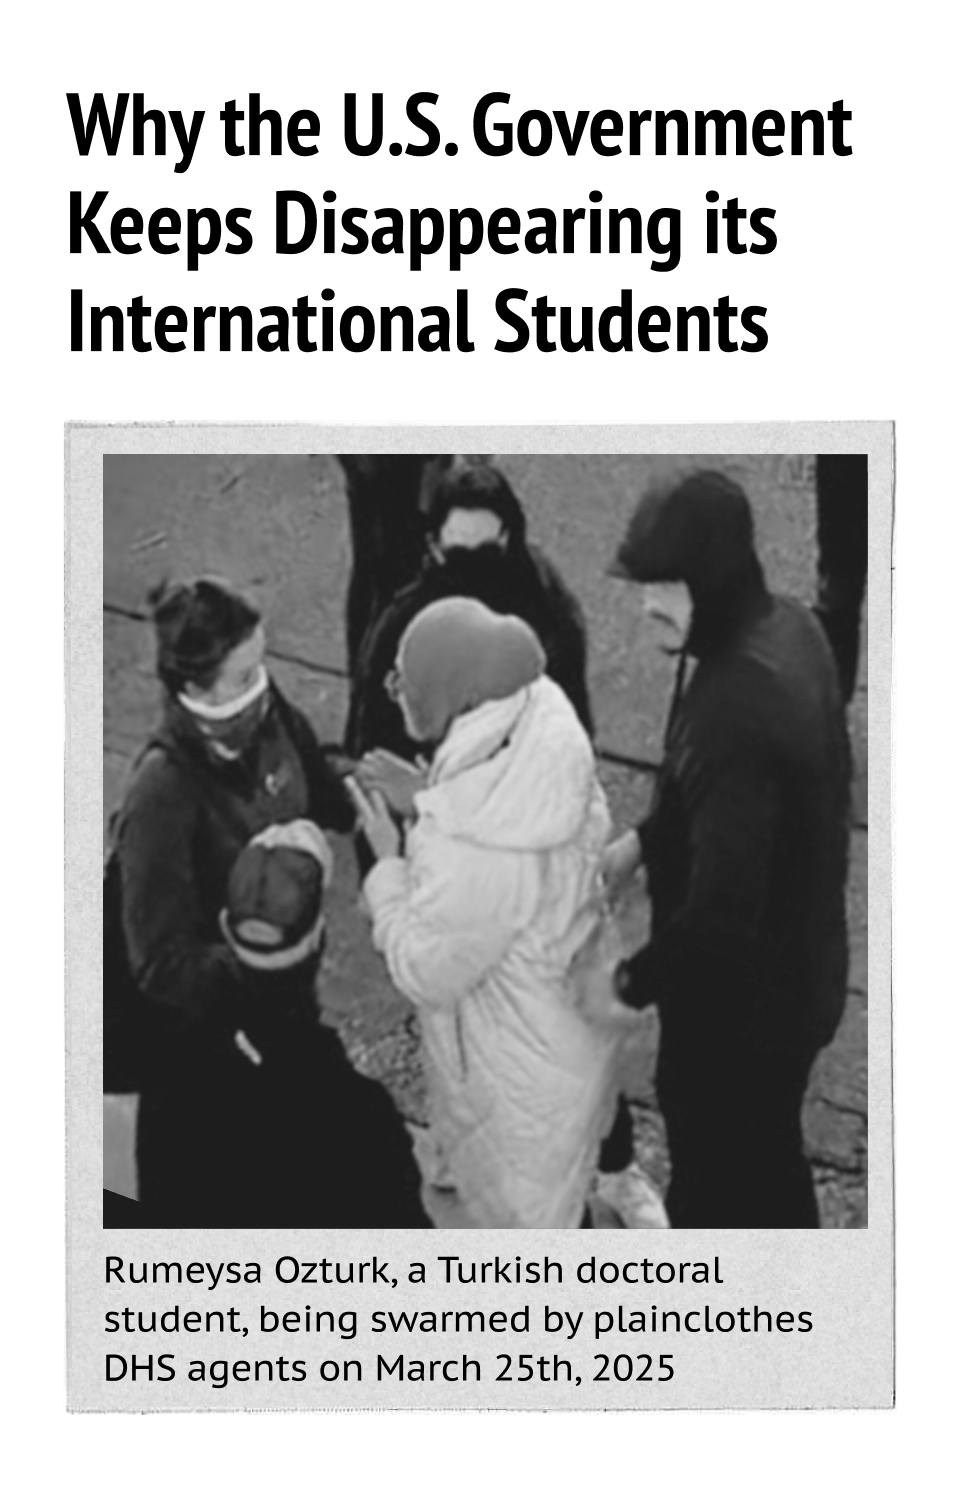 Why the U.S. Government
Keeps Disappearing its
International Students
Rumeysa Ozturk, a Turkish doctoral
student, being swarmed by plainclothes
DHS agents on March 25th, 2025